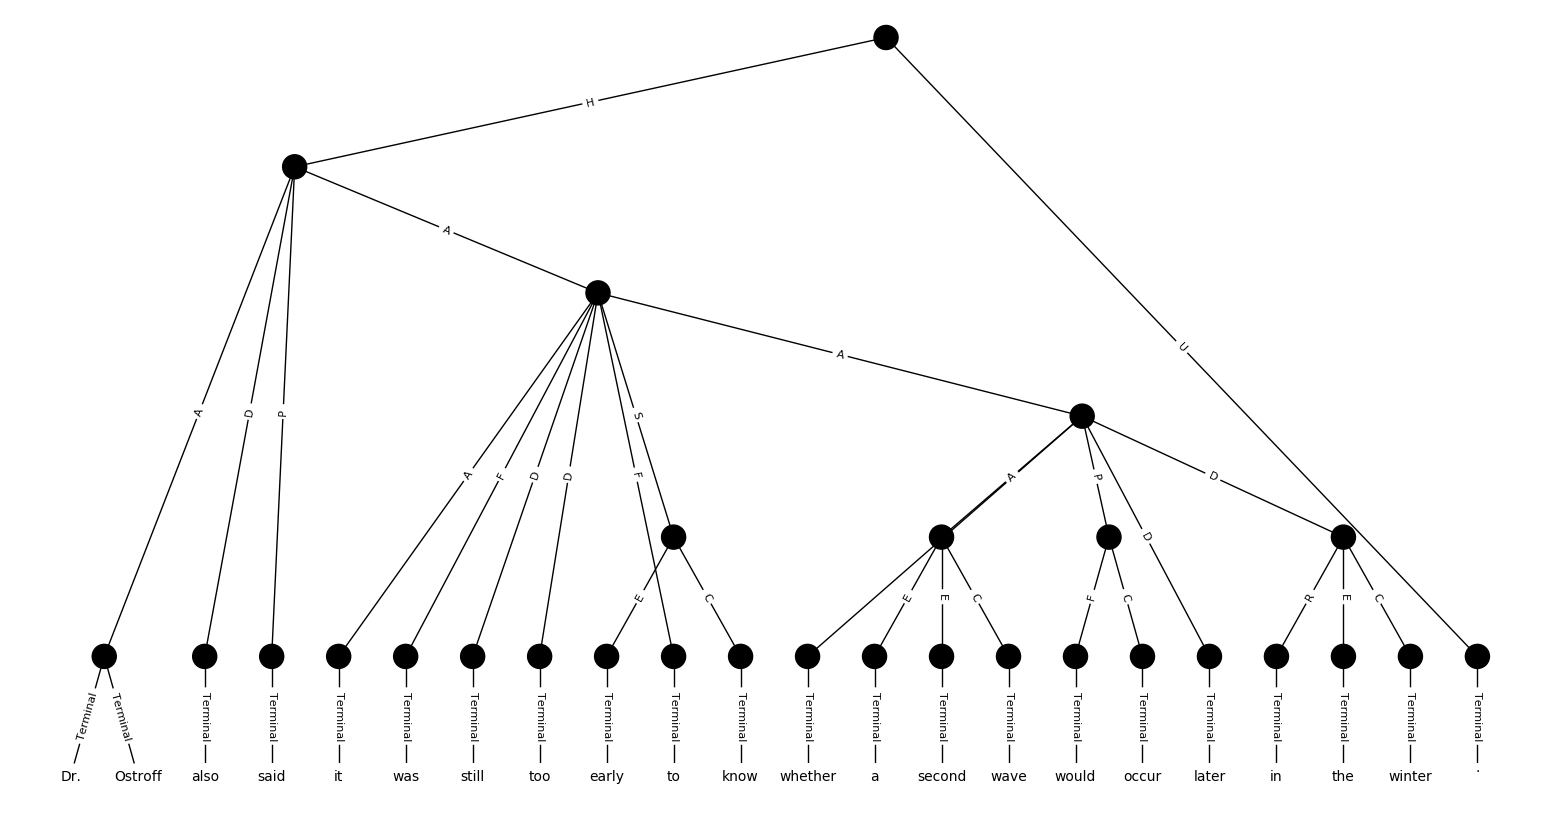 H
A
U
A
A D P
S
A F D D F
A P D
D
E C E E C F C R E C
Terminal Terminal Terminal Terminal Terminal Terminal Terminal Terminal Terminal Terminal Terminal Terminal Terminal Terminal Terminal Terminal Terminal Terminal Terminal Terminal Terminal Terminal
Dr. Ostroff also said it was still too early to know whether a second wave would occur later in the winter .